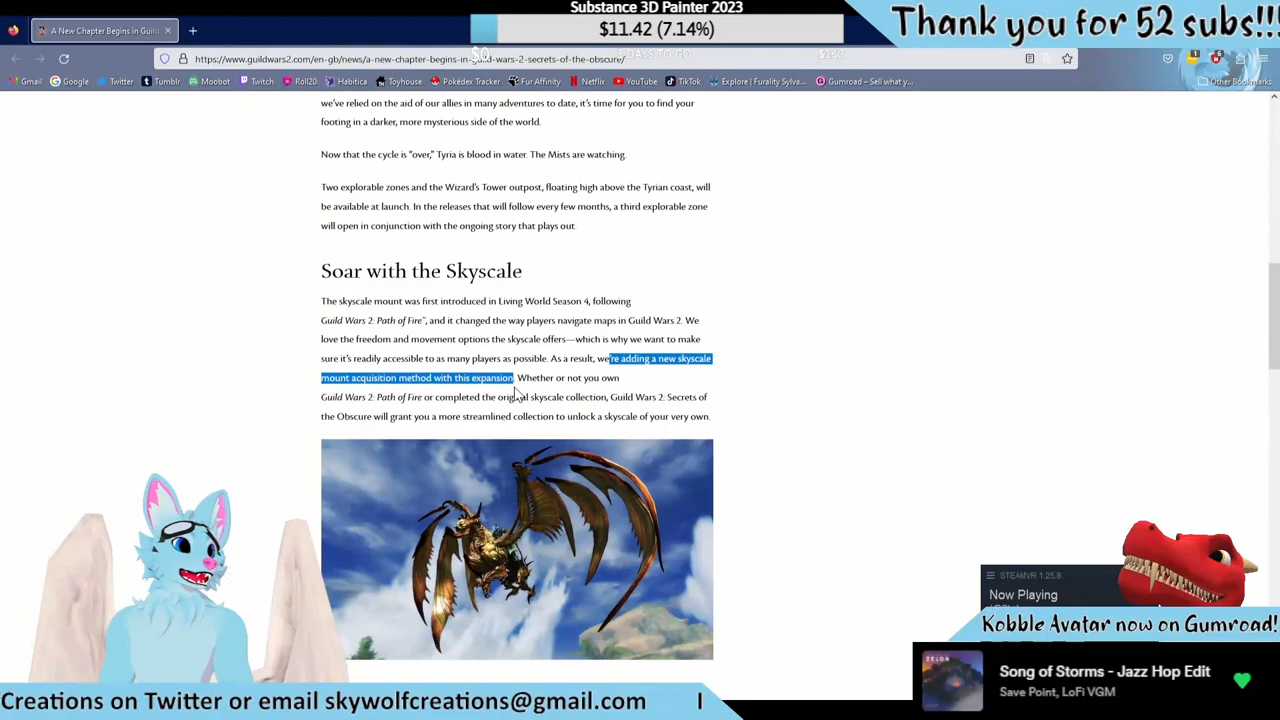 Substance 3D Painter 2023
$11.42 (7.14%)
$0
DAYS TO GO
$160
Thank you for 52 subs!!!
A New Chapter Begins in Guild
https://www.guildwars2.com/en-gb/news/a-new-chapter-begins-in-guild-wars-2-secrets-of-the-obscure/
Gmail Google Twitter Tumblr Moobot Twitch Roll20 Habitica Toyhouse Pokédex Tracker Fur Affinity Netflix YouTube TikTok Explore | Furality Sylva... Gumroad – Sell what y... Other Bookmarks
we've relied on the aid of our allies in many adventures to date, it's time for you to find your
footing in a darker, more mysterious side of the world.
Now that the cycle is "over," Tyria is blood in water. The Mists are watching.
Two explorable zones and the Wizard's Tower outpost, floating high above the Tyrian coast, will
be available at launch. In the releases that will follow every few months, a third explorable zone
will open in conjunction with the ongoing story that plays out.
Soar with the Skyscale
The skyscale mount was first introduced in Living World Season 4, following
Guild Wars 2: Path of Fire™, and it changed the way players navigate maps in Guild Wars 2. We
love the freedom and movement options the skyscale offers—which is why we want to make
sure it's readily accessible to as many players as possible. As a result, we're adding a new skyscale
mount acquisition method with this expansion. Whether or not you own
Guild Wars 2: Path of Fire or completed the original skyscale collection, Guild Wars 2: Secrets of
the Obscure will grant you a more streamlined collection to unlock a skyscale of your very own.
STEAMVR 1.25.8
Now Playing
Kobble Avatar now on Gumroad!
ZELDA
Song of Storms - Jazz Hop Edit
Save Point, LoFi VGM
Creations on Twitter or email skywolfcreations@gmail.com